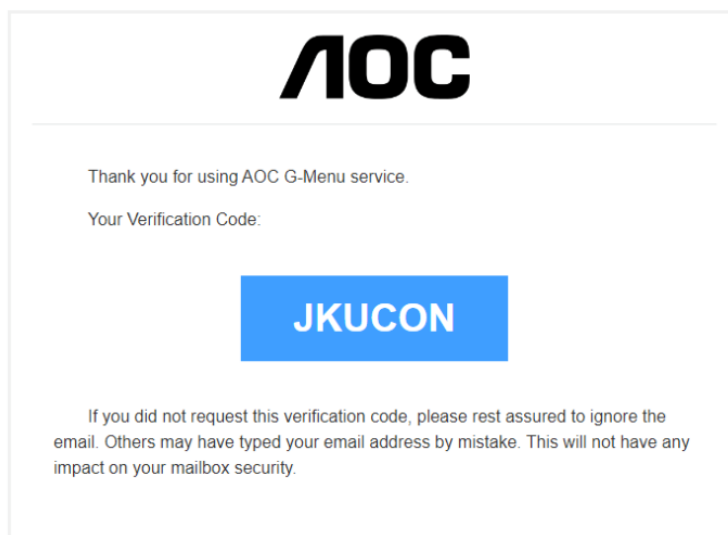 AOC
Thank you for using AOC G-Menu service.
Your Verification Code:
JKUCON
If you did not request this verification code, please rest assured to ignore the
email. Others may have typed your email address by mistake. This will not have any
impact on your mailbox security.